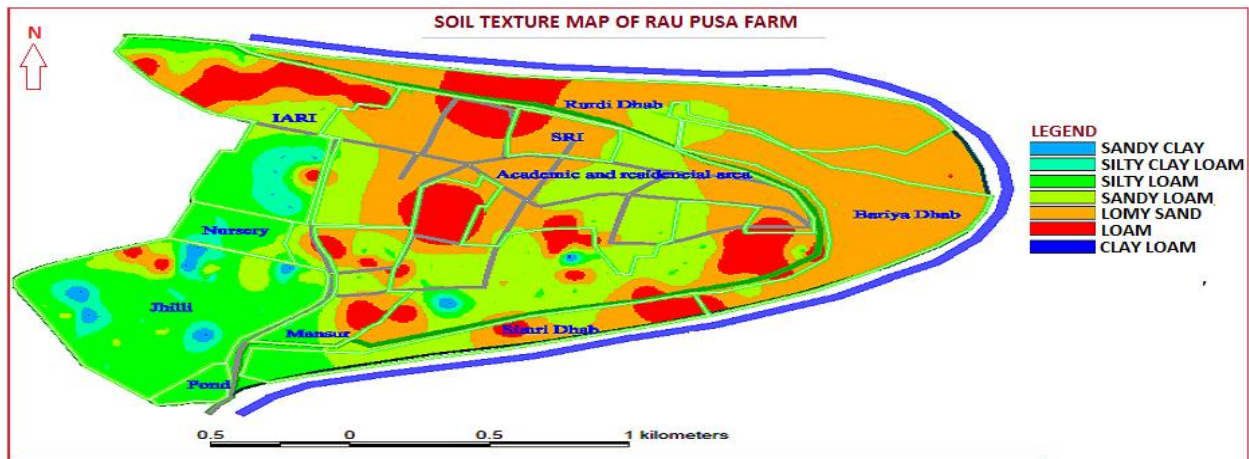 SOIL TEXTURE MAP OF RAU PUSA FARM
N
Rurdi Dhab
IARI
SRI
Academic and residencial area
Bariya Dhab
Nursery
Jhilli
Mansur
Simri Dhab
Pond
LEGEND
SANDY CLAY
SILTY CLAY LOAM
SILTY LOAM
SANDY LOAM
LOMY SAND
LOAM
CLAY LOAM
0.5 0 0.5 1 kilometers